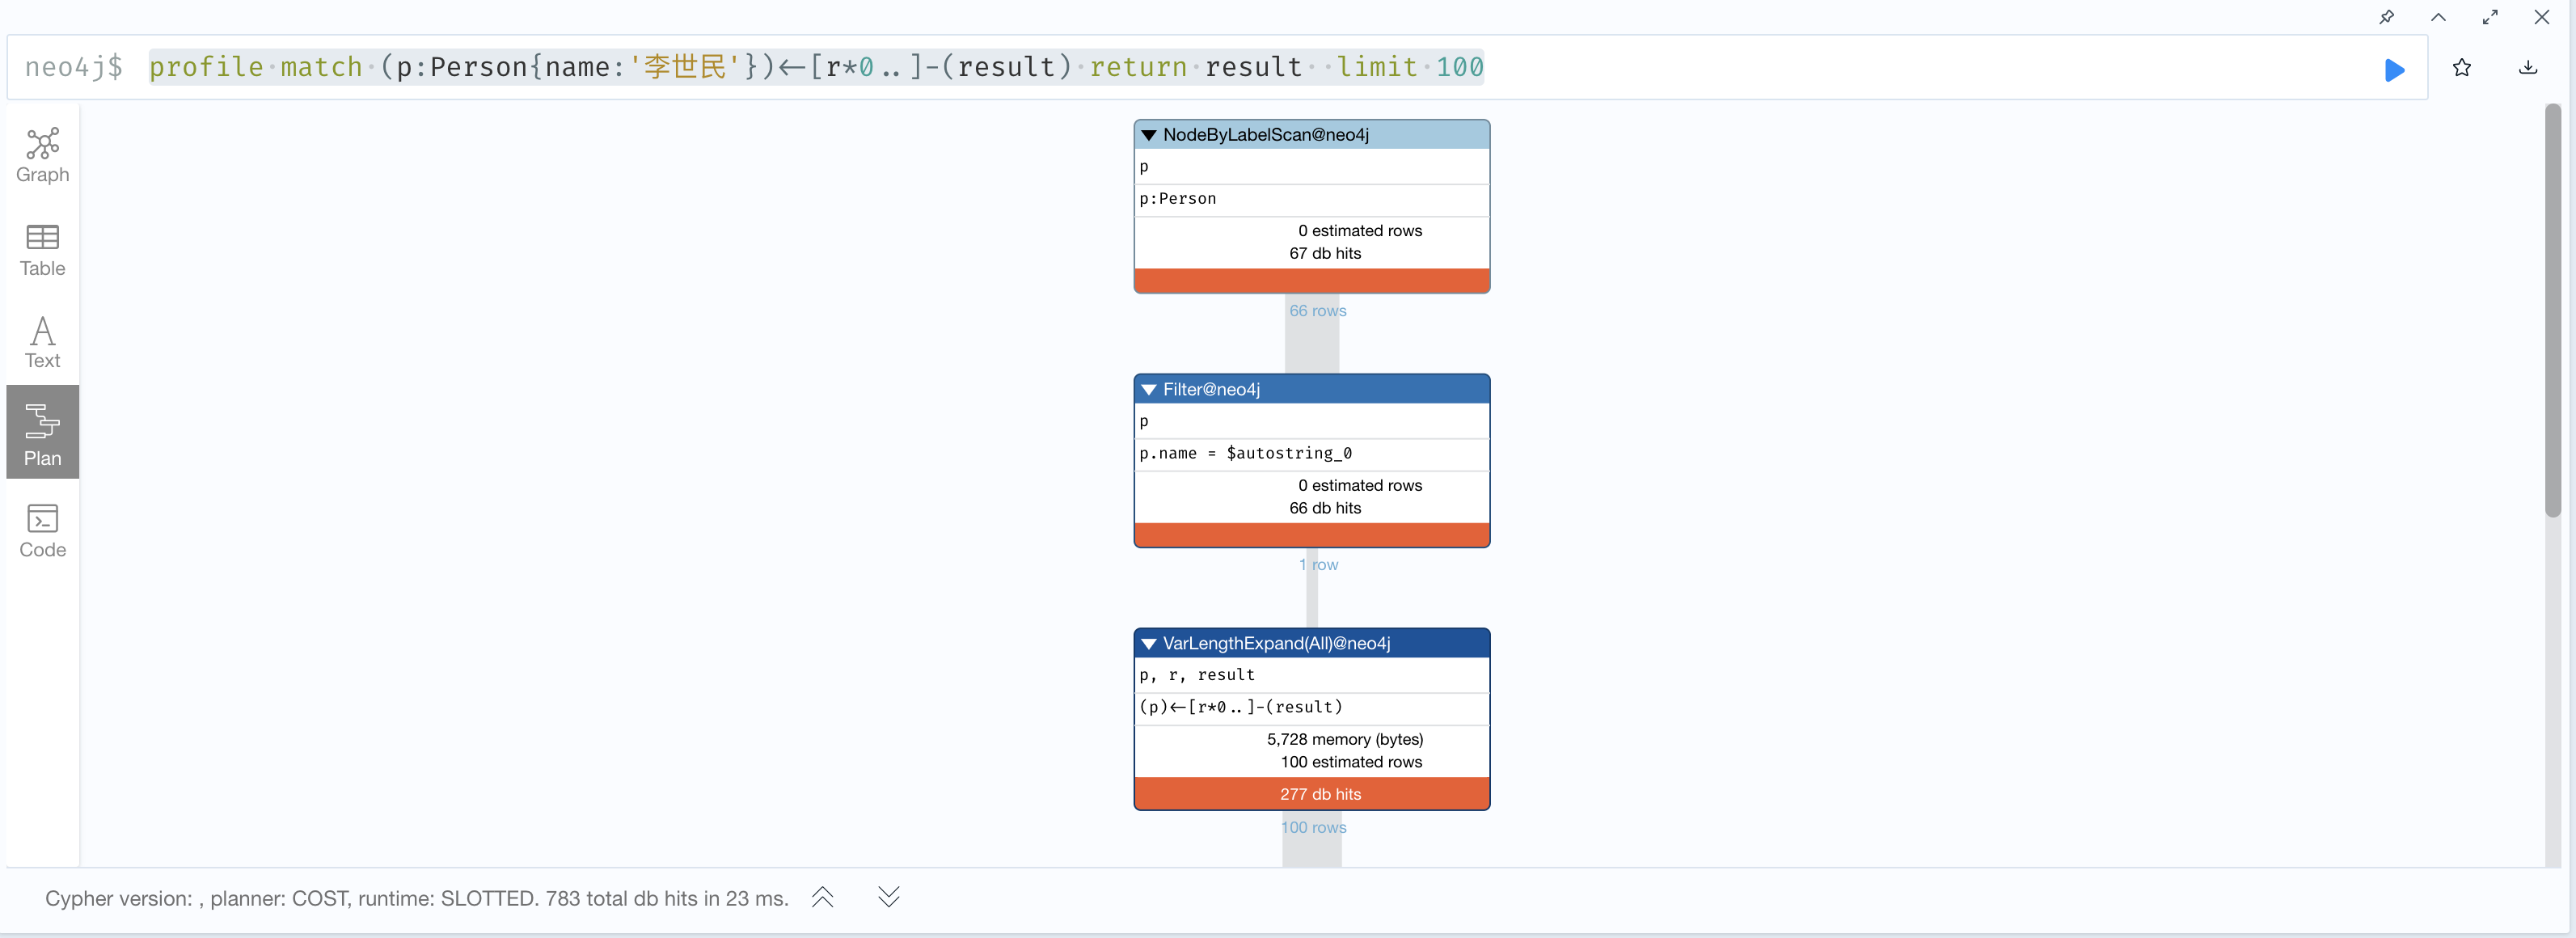 neo4j$ profile match (p:Person{name:'李世民'})<-[r*0..]-(result) return result  limit 100
Graph
Table
Text
Plan
Code
NodeByLabelScan@neo4j
p
p:Person
0 estimated rows
67 db hits
66 rows
Filter@neo4j
p
p.name = $autostring_0
0 estimated rows
66 db hits
1 row
VarLengthExpand(All)@neo4j
p, r, result
(p)<-[r*0..]-(result)
5,728 memory (bytes)
100 estimated rows
277 db hits
100 rows
Cypher version: , planner: COST, runtime: SLOTTED. 783 total db hits in 23 ms.